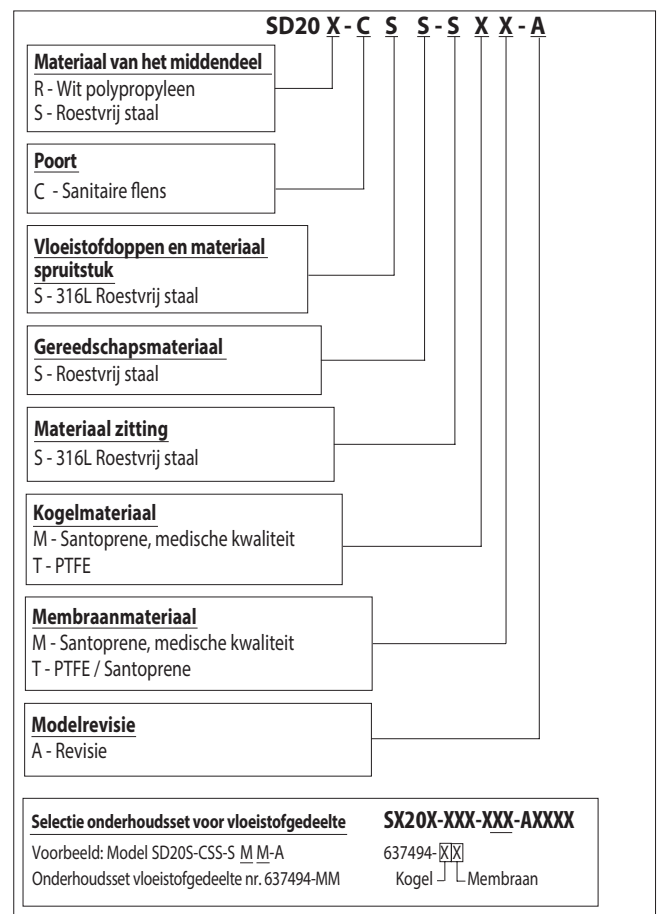 SD20 X - C S S - S X X - A
Materiaal van het middendeel
R - Wit polypropyleen
S - Roestvrij staal
Poort
C - Sanitaire flens
Vloeistofdoppen en materiaal
spruitstuk
S - 316L Roestvrij staal
Gereedschapsmateriaal
S - Roestvrij staal
Materiaal zitting
S - 316L Roestvrij staal
Kogelmateriaal
M - Santoprene, medische kwaliteit
T - PTFE
Membraanmateriaal
M - Santoprene, medische kwaliteit
T - PTFE / Santoprene
Modelrevisie
A - Revisie
Selectie onderhoudsset voor vloeistofgedeelte
Voorbeeld: Model SD20S-CSS-S M M-A
Onderhoudsset vloeistofgedeelte nr. 637494-MM
SX20X-XXX-XXX-AXXXX
637494-XX
Kogel Membraan